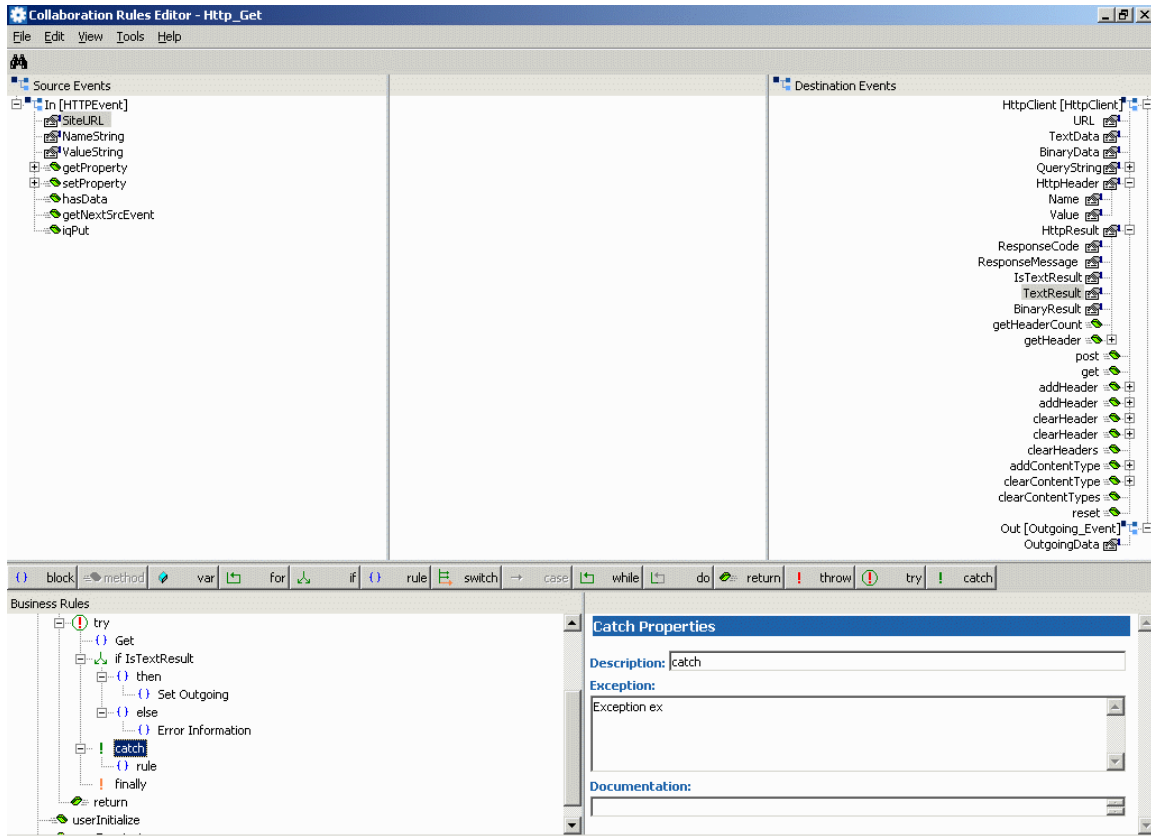 Collaboration Rules Editor - Http_Get
File Edit View Tools Help
Source Events
In [HTTPEvent]
SiteURL
NameString
ValueString
getProperty
setProperty
hasData
getNextSrcEvent
iqPut
Destination Events
HttpClient [HttpClient]
URL
TextData
BinaryData
QueryString
HttpHeader
Name
Value
HttpResult
ResponseCode
ResponseMessage
IsTextResult
TextResult
BinaryResult
getHeaderCount
getHeader
post
get
addHeader
addHeader
clearHeader
clearHeader
clearHeaders
addContentType
clearContentType
clearContentTypes
reset
Out [Outgoing_Event]
OutgoingData
{} block method var for if {} rule switch case while do return ! throw try ! catch
Business Rules
try
{} Get
if IsTextResult
{} then
{} Set Outgoing
{} else
{} Error Information
! catch
{} rule
! finally
return
userInitialize
Catch Properties
Description: catch
Exception:
Exception ex
Documentation: